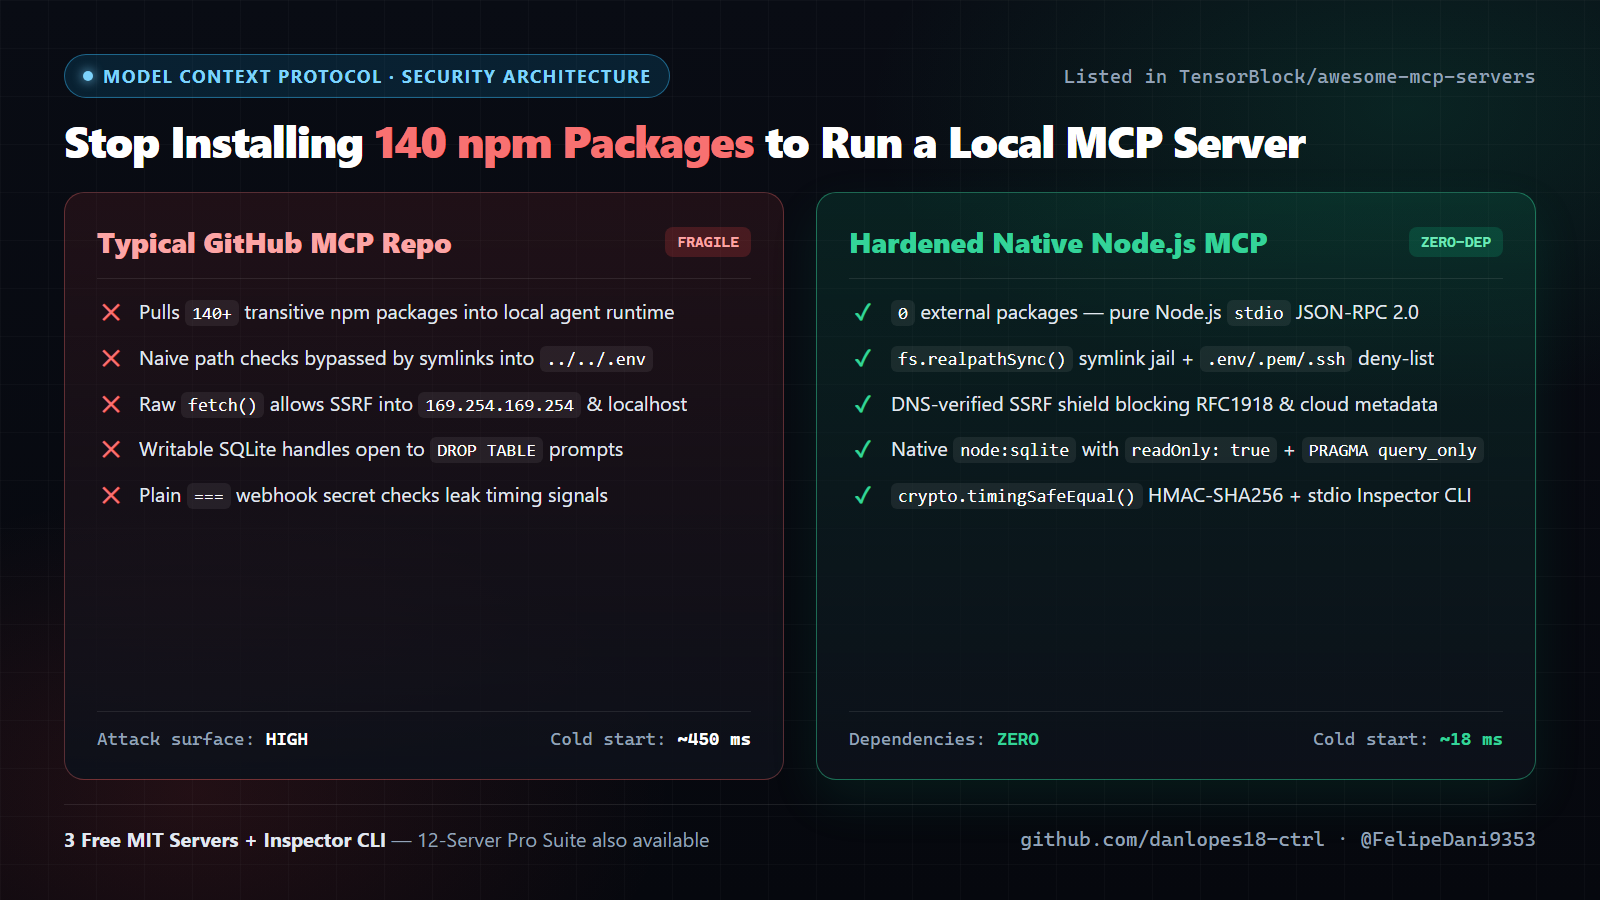 MODEL CONTEXT PROTOCOL · SECURITY ARCHITECTURE
Listed in TensorBlock/awesome-mcp-servers
Stop Installing 140 npm Packages to Run a Local MCP Server
Typical GitHub MCP Repo
FRAGILE
✕ Pulls 140+ transitive npm packages into local agent runtime
✕ Naive path checks bypassed by symlinks into ../../.env
✕ Raw fetch() allows SSRF into 169.254.169.254 & localhost
✕ Writable SQLite handles open to DROP TABLE prompts
✕ Plain === webhook secret checks leak timing signals
Attack surface: HIGH
Cold start: ~450 ms
Hardened Native Node.js MCP
ZERO-DEP
✓ 0 external packages — pure Node.js stdio JSON-RPC 2.0
✓ fs.realpathSync() symlink jail + .env/.pem/.ssh deny-list
✓ DNS-verified SSRF shield blocking RFC1918 & cloud metadata
✓ Native node:sqlite with readOnly: true + PRAGMA query_only
✓ crypto.timingSafeEqual() HMAC-SHA256 + stdio Inspector CLI
Dependencies: ZERO
Cold start: ~18 ms
3 Free MIT Servers + Inspector CLI — 12-Server Pro Suite also available
github.com/danlopes18-ctrl · @FelipeDani9353